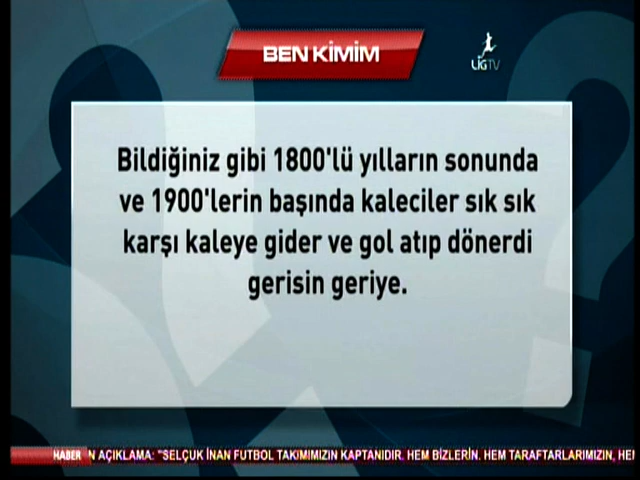 BEN KİMİM
LİGTV
Bildiğiniz gibi 1800'lü yılların sonunda
ve 1900'lerin başında kaleciler sık sık
karşı kaleye gider ve gol atıp dönerdi
gerisin geriye.
HABER N AÇIKLAMA: "SELÇUK İNAN FUTBOL TAKIMIMIZIN KAPTANIDIR. HEM BİZLERİN. HEM TARAFTARLARIMIZIN, HE